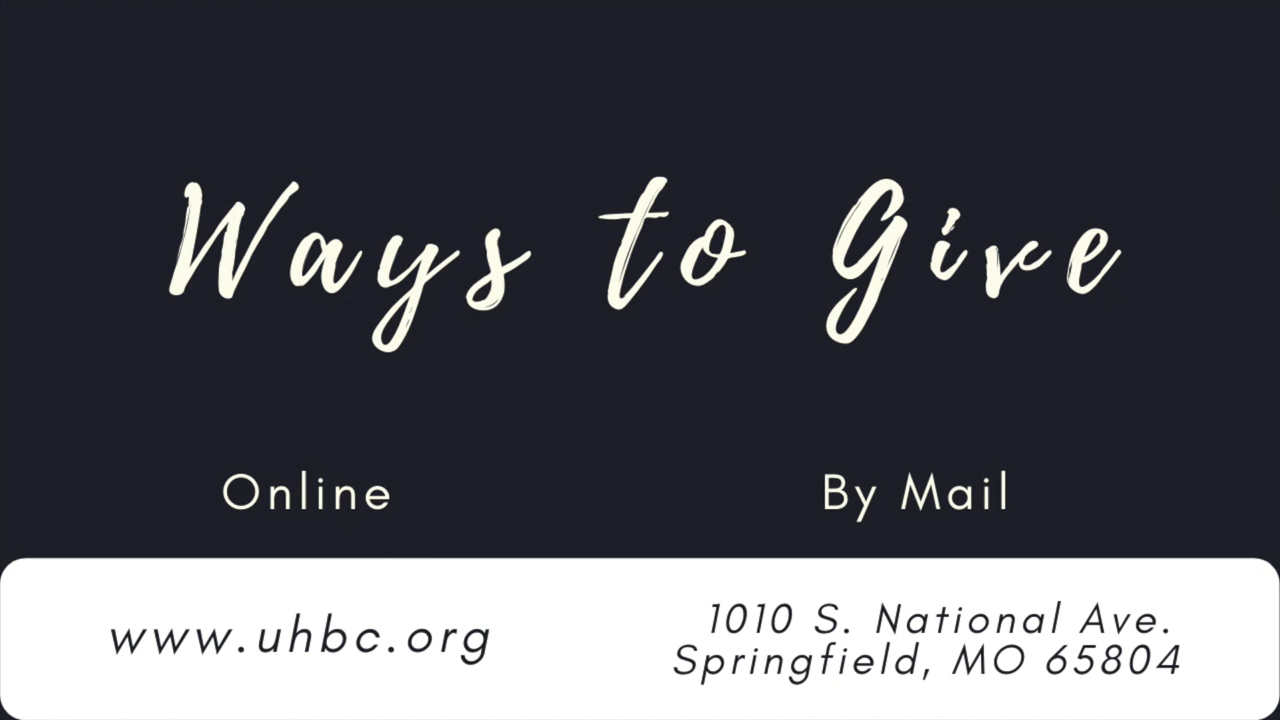 Ways to Give
Online
By Mail
www.uhbc.org
1010 S. National Ave.
Springfield, MO 65804